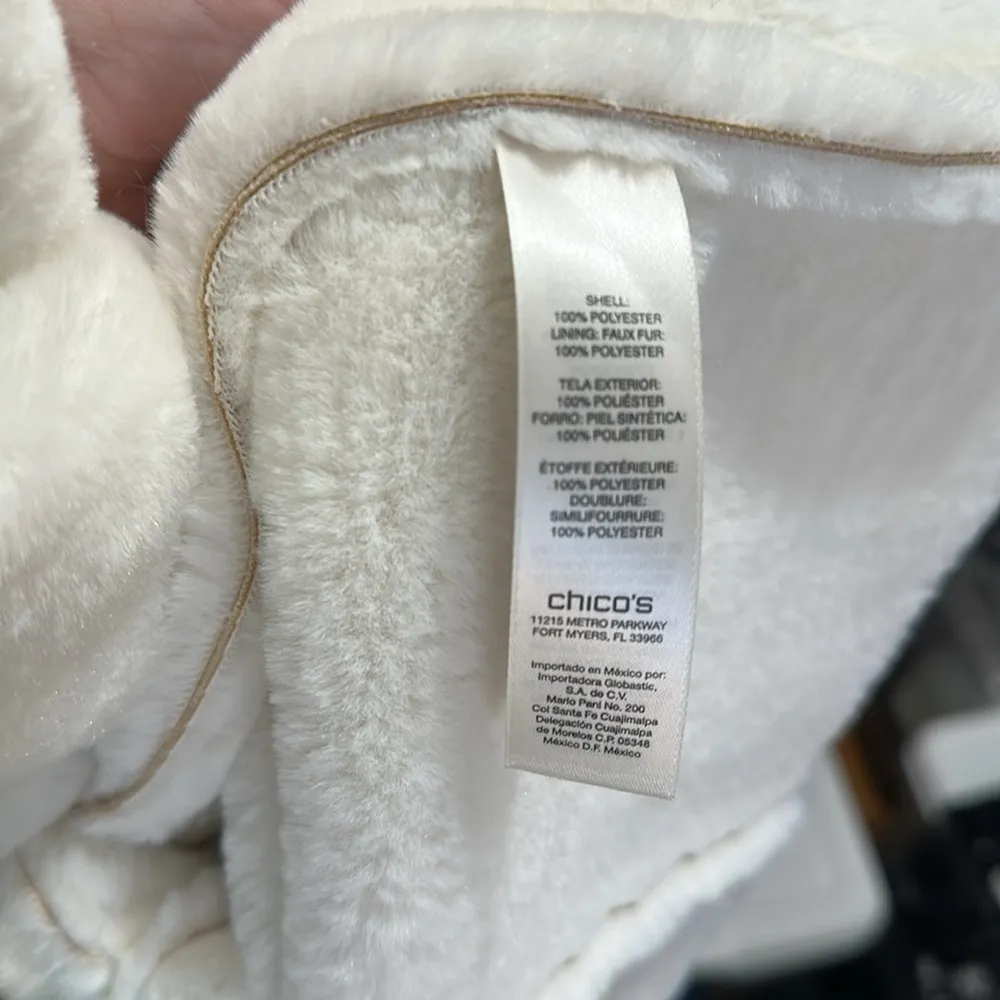 SHELL:
100% POLYESTER
LINING: FAUX FUR:
100% POLYESTER
TELA EXTERIOR:
100% POLIÉSTER
FORRO: PIEL SINTÉTICA:
100% POLIÉSTER
ÉTOFFE EXTÉRIEURE:
100% POLYESTER
DOUBLURE:
SIMILIFOURRURE:
100% POLYESTER
chico's
11215 METRO PARKWAY
FORT MYERS, FL 33966
Importado en México por:
Importadora Globastic,
S.A. de C.V.
Mario Pani No. 200
Col Santa Fe Cuajimalpa
Delegación Cuajimalpa
de Morelos C.P. 05348
México D.F. México